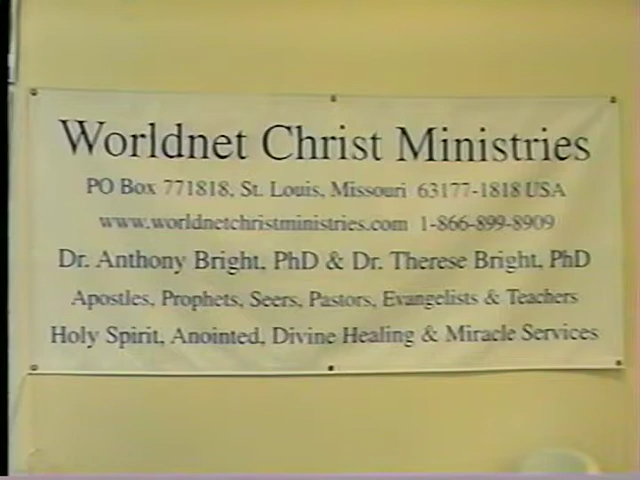 Worldnet Christ Ministries
PO Box 771818, St. Louis, Missouri 63177-1818 USA
www.worldnetchristministries.com 1-866-899-8909
Dr. Anthony Bright, PhD & Dr. Therese Bright, PhD
Apostles, Prophets, Seers, Pastors, Evangelists & Teachers
Holy Spirit, Anointed, Divine Healing & Miracle Services